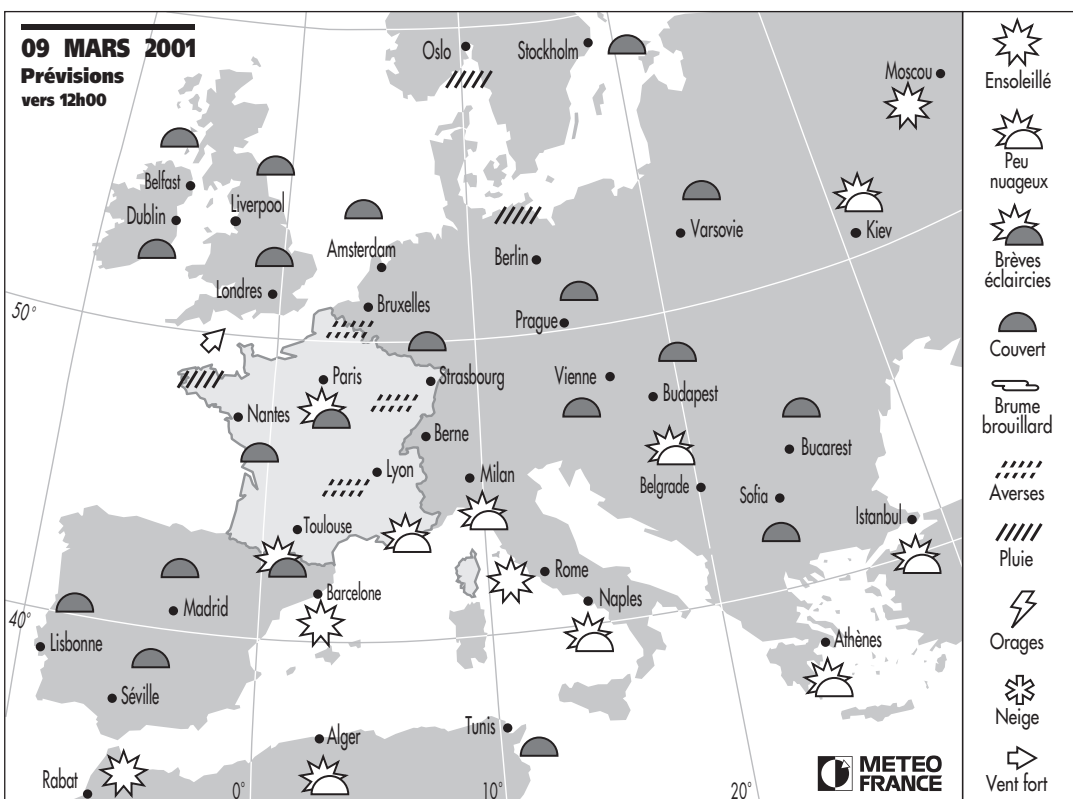 09 MARS 2001
Prévisions
vers 12h00
Oslo
Stockholm
Moscou
Belfast
Dublin
Liverpool
Amsterdam
Londres
Bruxelles
Berlin
Varsovie
Kiev
Prague
50°
Paris
Strasbourg
Vienne
Budapest
Nantes
Berne
Bucarest
Lyon
Milan
Belgrade
Sofia
Istanbul
Toulouse
Barcelone
Rome
Naples
Madrid
40°
Lisbonne
Athènes
Séville
Alger
Tunis
Rabat
0°
10°
20°
METEO
FRANCE
Ensoleillé
Peu
nuageux
Brèves
éclaircies
Couvert
Brume
brouillard
Averses
Pluie
Orages
Neige
Vent fort